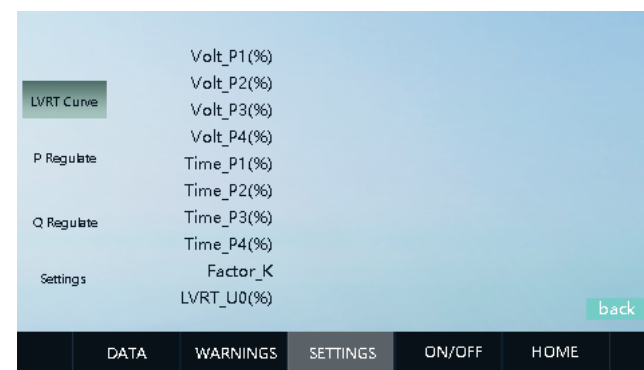 LVRT Curve
P Regulate
Q Regulate
Settings
Volt_P1(%)
Volt_P2(%)
Volt_P3(%)
Volt_P4(%)
Time_P1(%)
Time_P2(%)
Time_P3(%)
Time_P4(%)
Factor_K
LVRT_U0(%)
back
DATA WARNINGS SETTINGS ON/OFF HOME